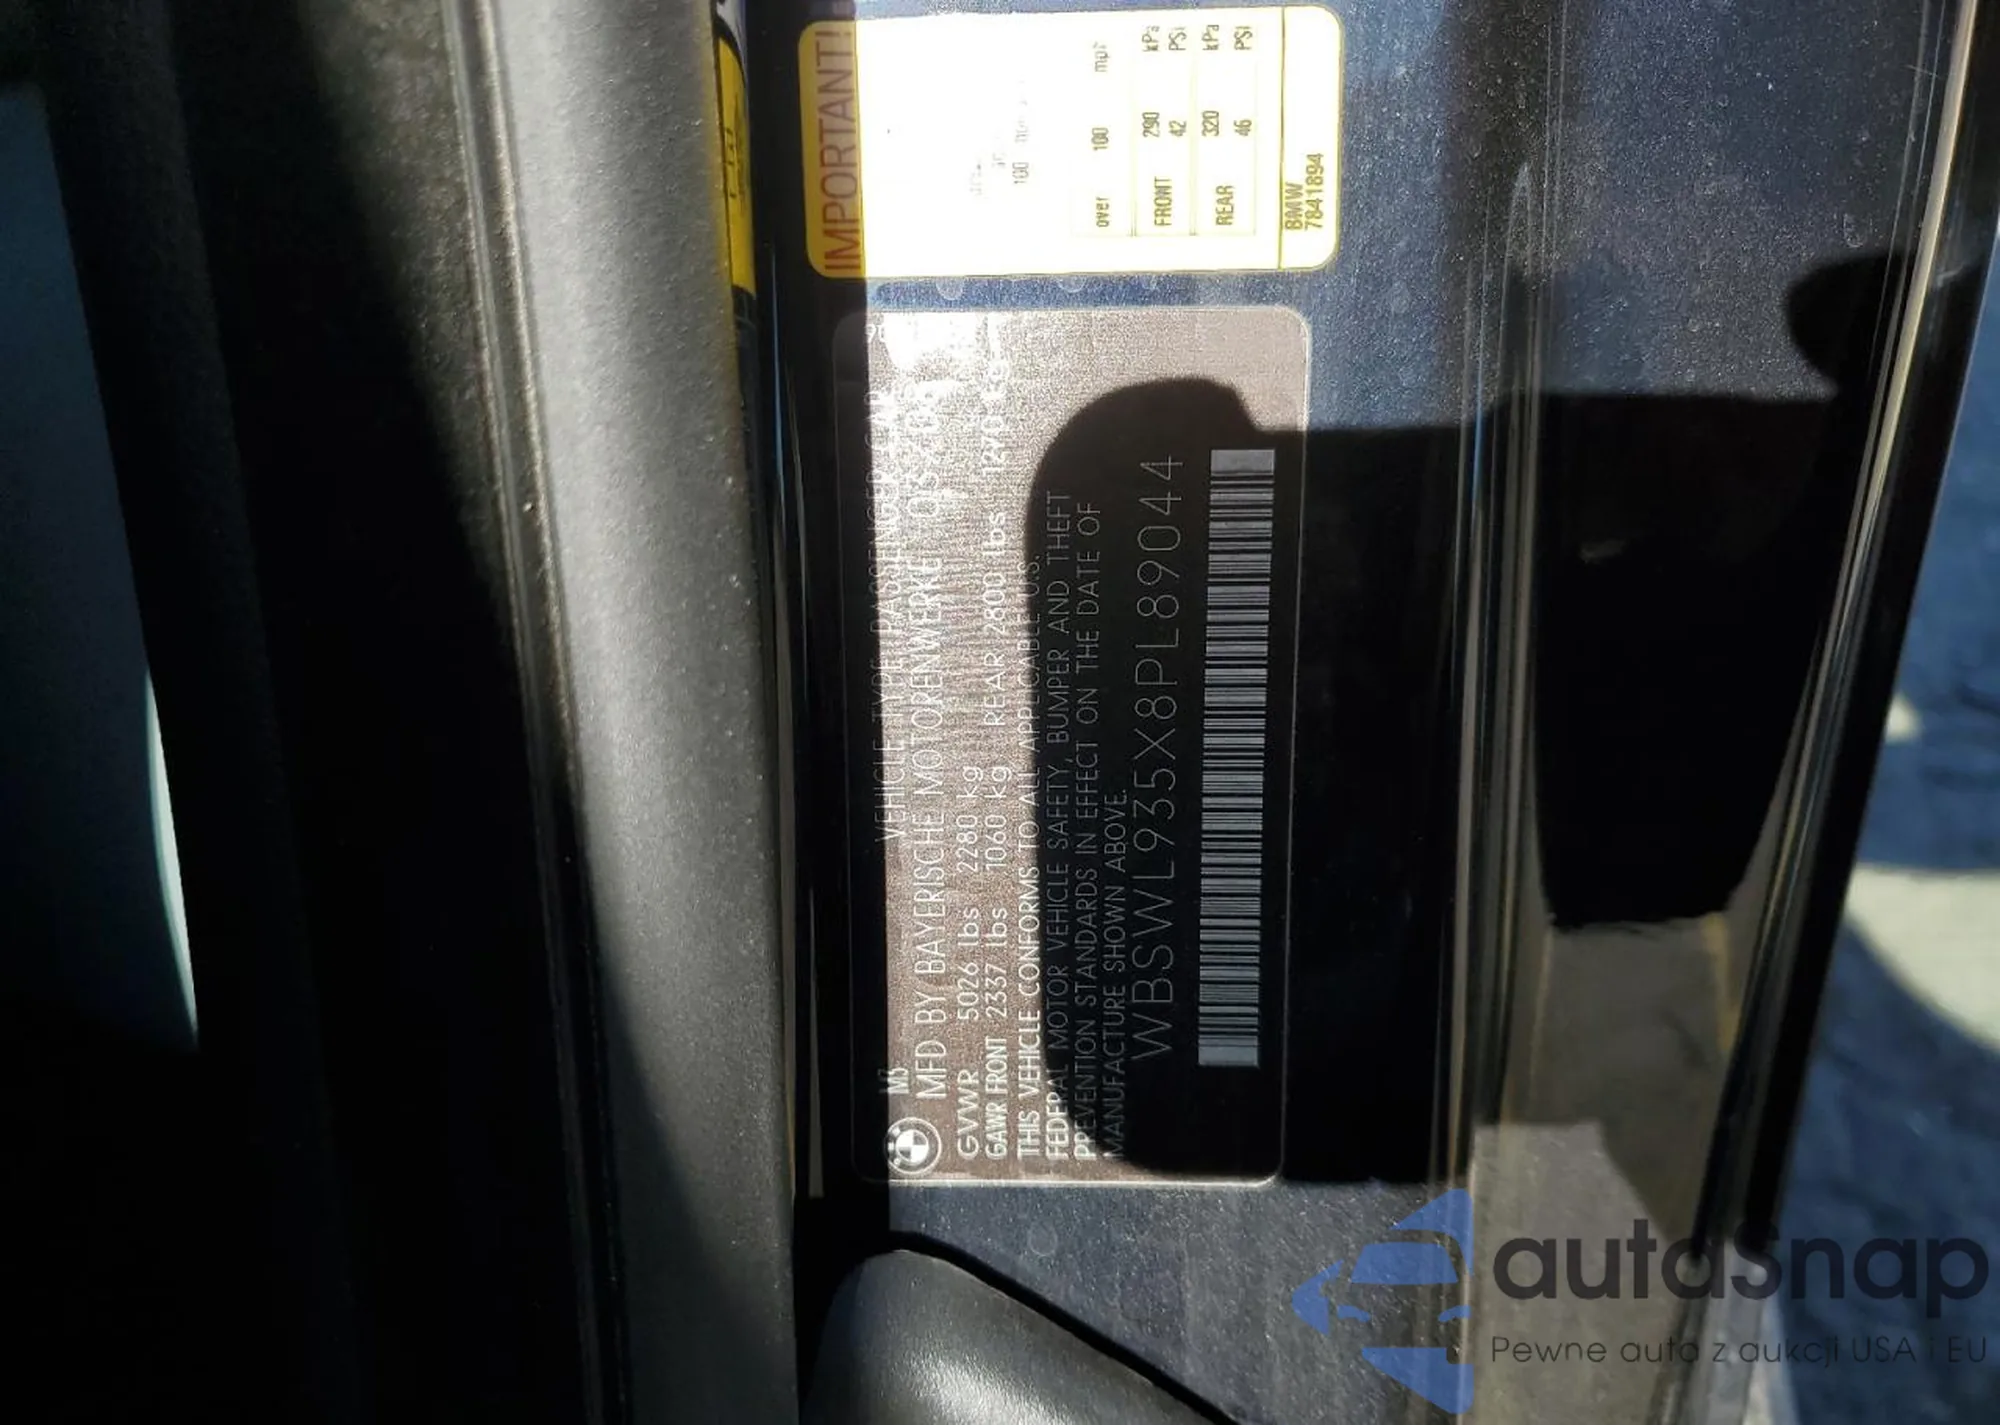 IMPORTANT!
100
over 100 mph
FRONT 290 kPa
42 PSI
REAR 320 kPa
46 PSI
BMW
7841894
M3
VEHICLE TYPE PASSENGER CAR
MFD BY BAYERISCHE MOTORENWERKE
GVWR 5026 lbs 2280 kg
GAWR FRONT 2337 lbs 1060 kg REAR 2800 lbs 1270 kg
THIS VEHICLE CONFORMS TO ALL APPLICABLE U.S.
FEDERAL MOTOR VEHICLE SAFETY, BUMPER AND THEFT
PREVENTION STANDARDS IN EFFECT ON THE DATE OF
MANUFACTURE SHOWN ABOVE.
WBSWL935X8PL89044
autasnap
Pewne auta z aukcji USA i EU